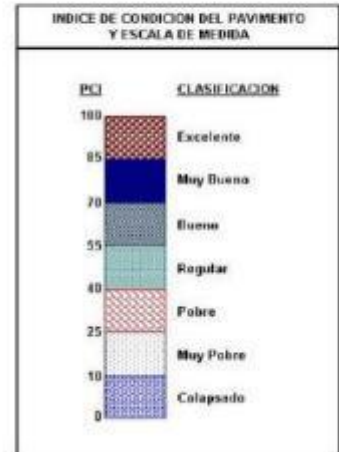 INDICE DE CONDICION DEL PAVIMENTO
Y ESCALA DE MEDIDA
PCI CLASIFICACION
100
Excelente
85
Muy Bueno
70
Bueno
55
Regular
40
Pobre
25
Muy Pobre
10
Colapsado
0